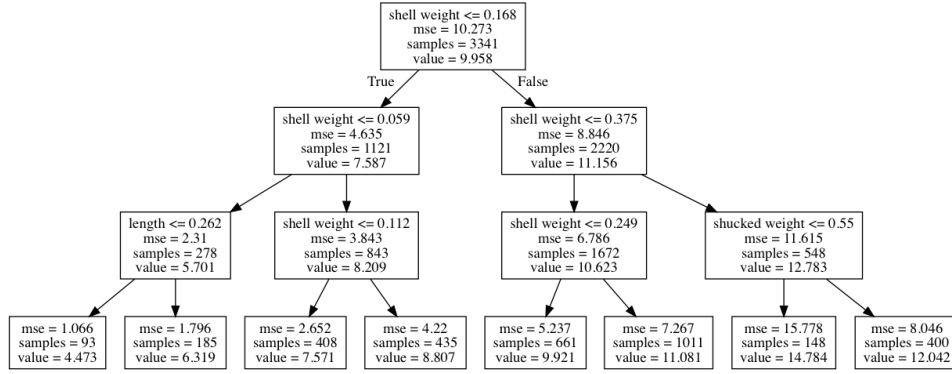 shell weight <= 0.168
mse = 10.273
samples = 3341
value = 9.958
True
False
shell weight <= 0.059
mse = 4.635
samples = 1121
value = 7.587
shell weight <= 0.375
mse = 8.846
samples = 2220
value = 11.156
length <= 0.262
mse = 2.31
samples = 278
value = 5.701
shell weight <= 0.112
mse = 3.843
samples = 843
value = 8.209
shell weight <= 0.249
mse = 6.786
samples = 1672
value = 10.623
shucked weight <= 0.55
mse = 11.615
samples = 548
value = 12.783
mse = 1.066
samples = 93
value = 4.473
mse = 1.796
samples = 185
value = 6.319
mse = 2.652
samples = 408
value = 7.571
mse = 4.22
samples = 435
value = 8.807
mse = 5.237
samples = 661
value = 9.921
mse = 7.267
samples = 1011
value = 11.081
mse = 15.778
samples = 148
value = 14.784
mse = 8.046
samples = 400
value = 12.042